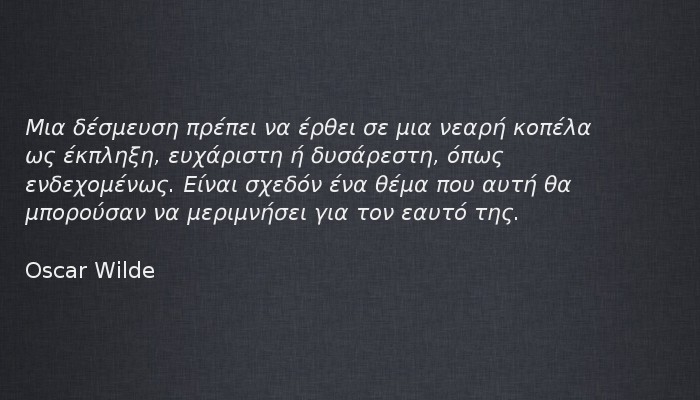 Μια δέσμευση πρέπει να έρθει σε μια νεαρή κοπέλα
ως έκπληξη, ευχάριστη ή δυσάρεστη, όπως
ενδεχομένως. Είναι σχεδόν ένα θέμα που αυτή θα
μπορούσαν να μεριμνήσει για τον εαυτό της.
Oscar Wilde